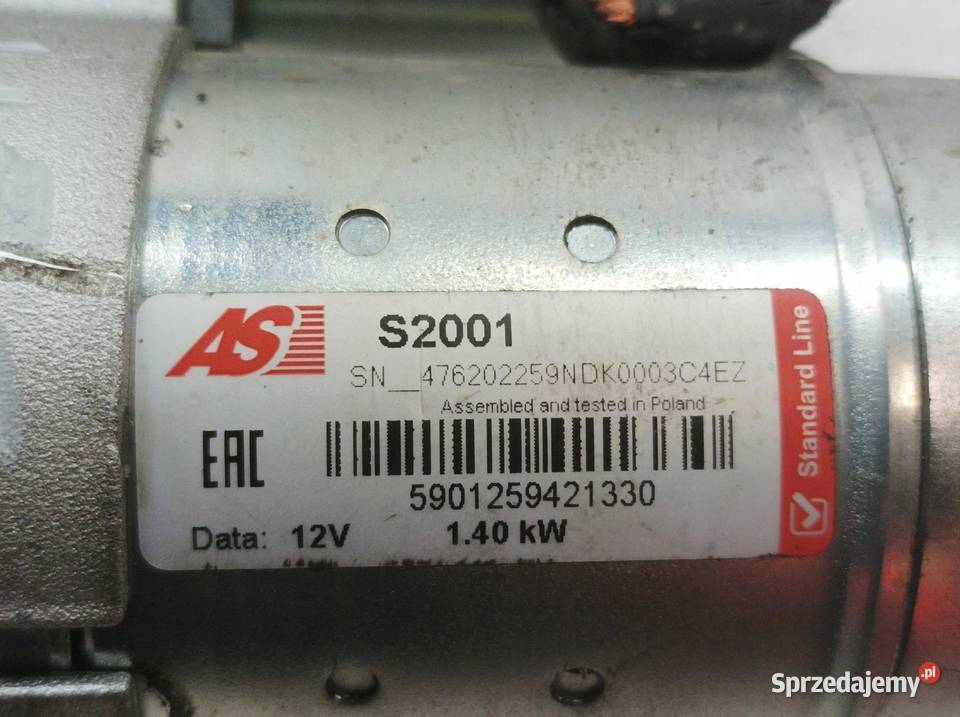 AS
S2001
SN__476202259NDK0003C4EZ
Assembled and tested in Poland
EAC
5901259421330
Data: 12V 1.40 kW
Standard Line
Sprzedajemy.pl